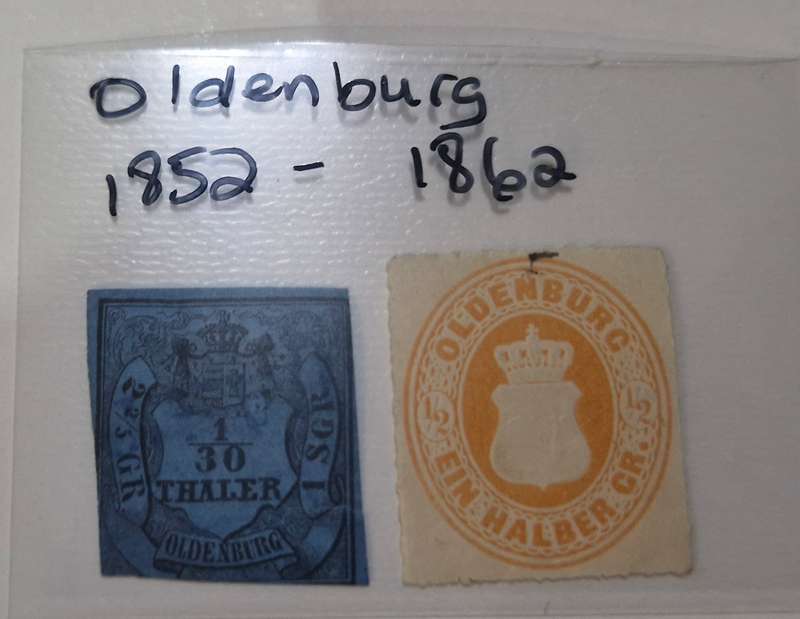 Oldenburg
1852 - 1862
2 2/3 GR
1/30
THALER
1 SGR
OLDENBURG
OLDENBURG
1/2
1/2
EIN HALBER GR.